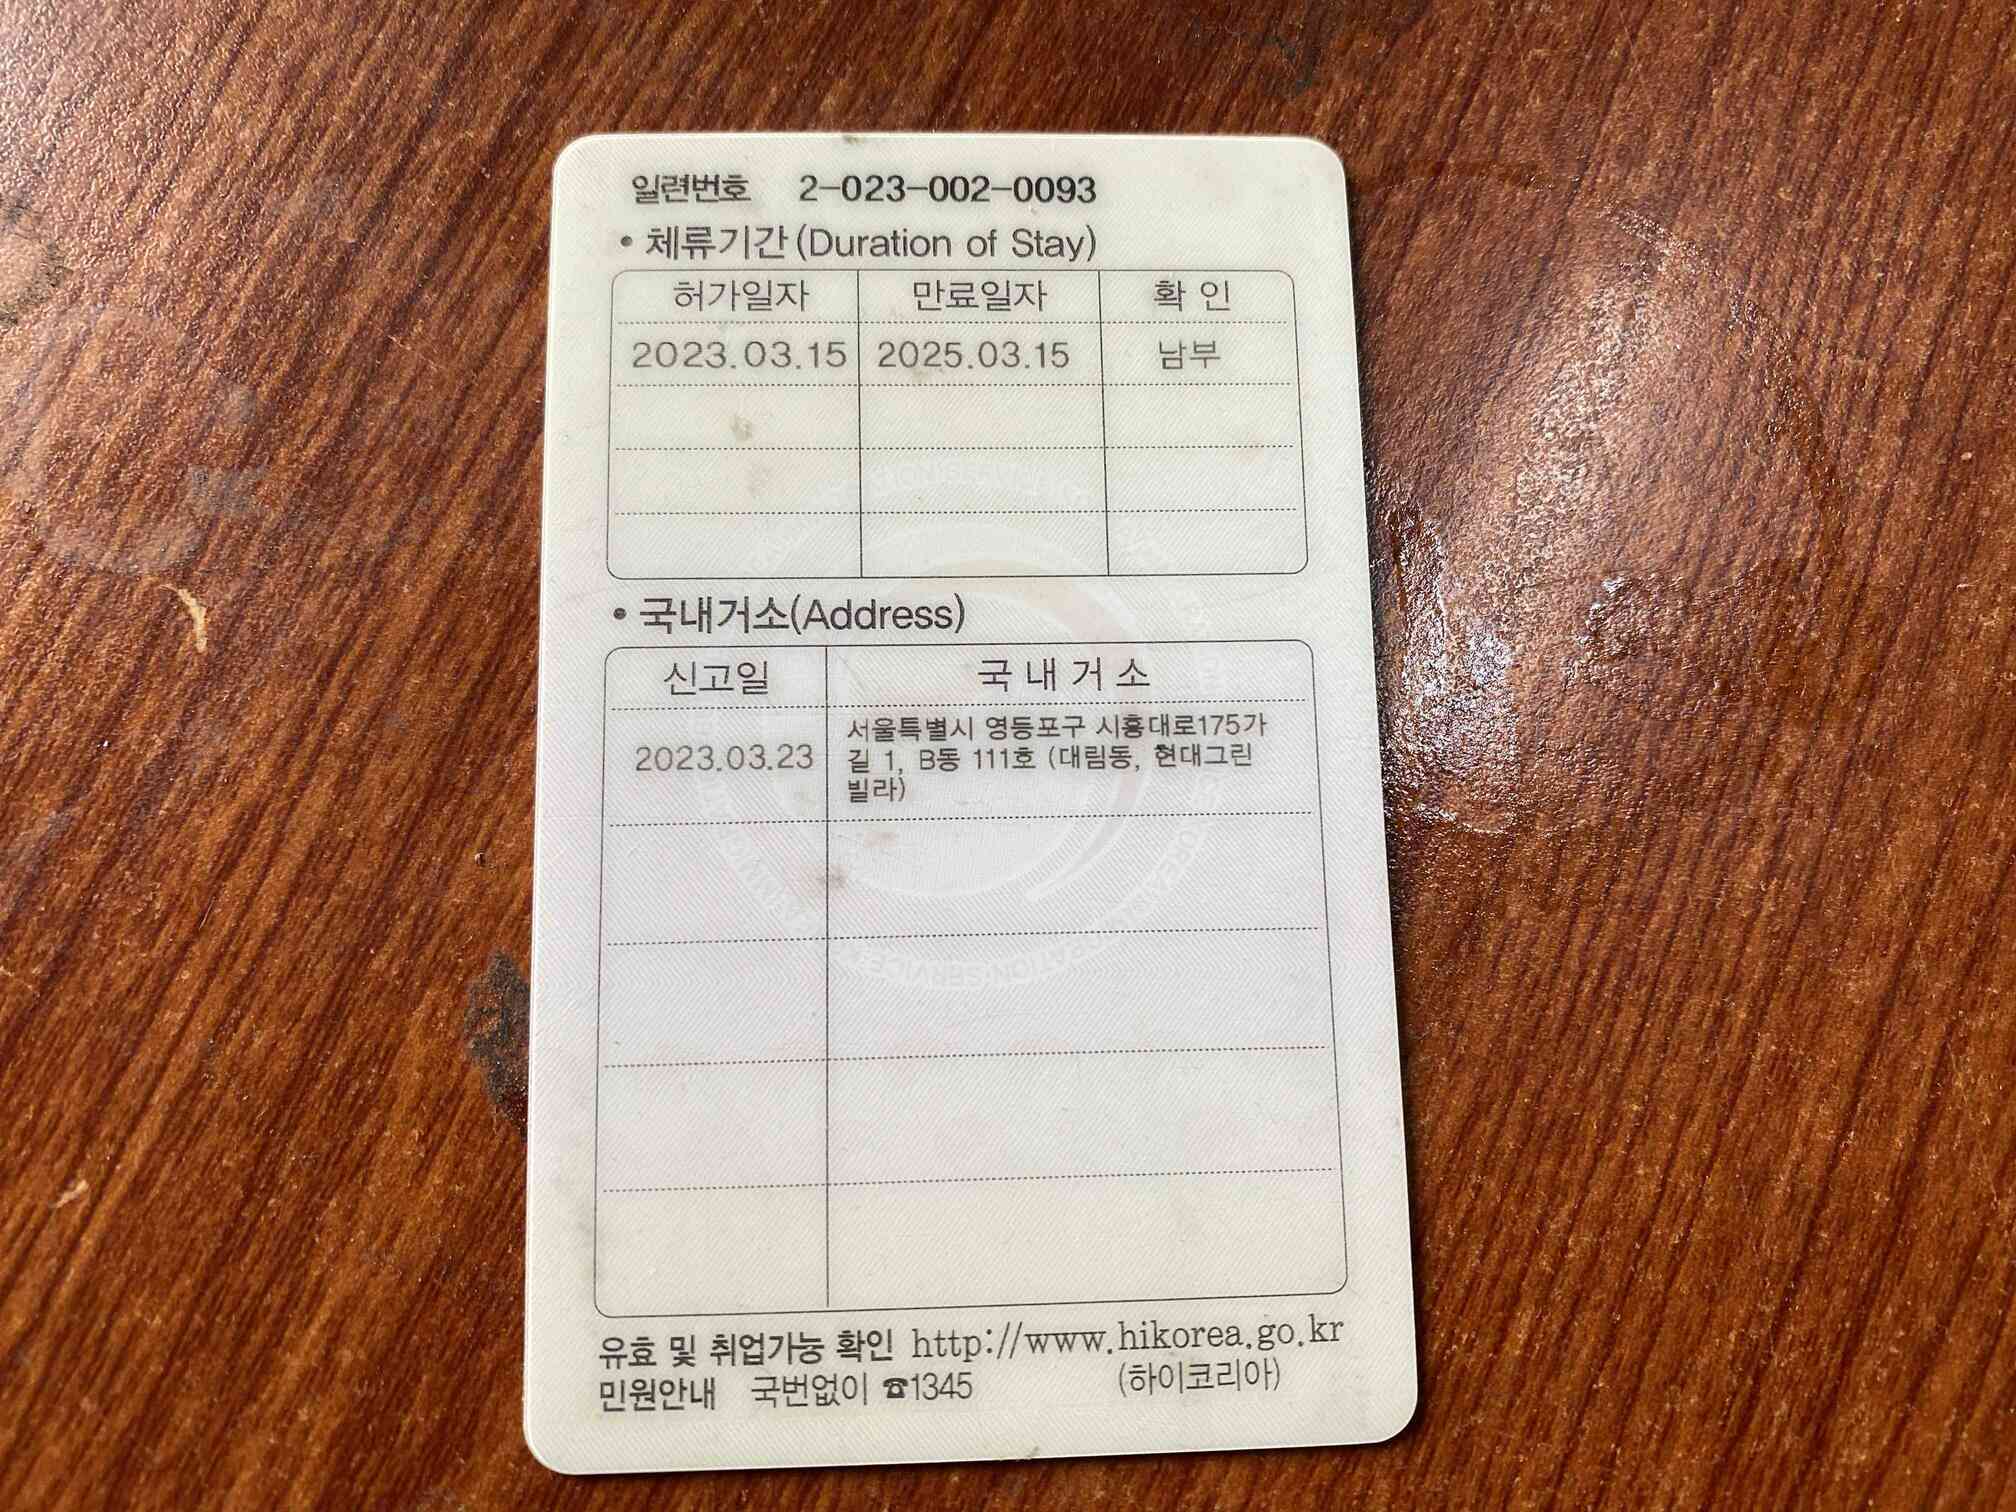 일련번호 2-023-002-0093
• 체류기간(Duration of Stay)
허가일자 만료일자 확 인
2023.03.15 2025.03.15 남부
• 국내거소(Address)
신고일 국 내 거 소
2023.03.23 서울특별시 영등포구 시흥대로175가
길 1, B동 111호 (대림동, 현대그린
빌라)
유효 및 취업가능 확인 http://www.hikorea.go.kr
민원안내 국번없이 ☎1345 (하이코리아)